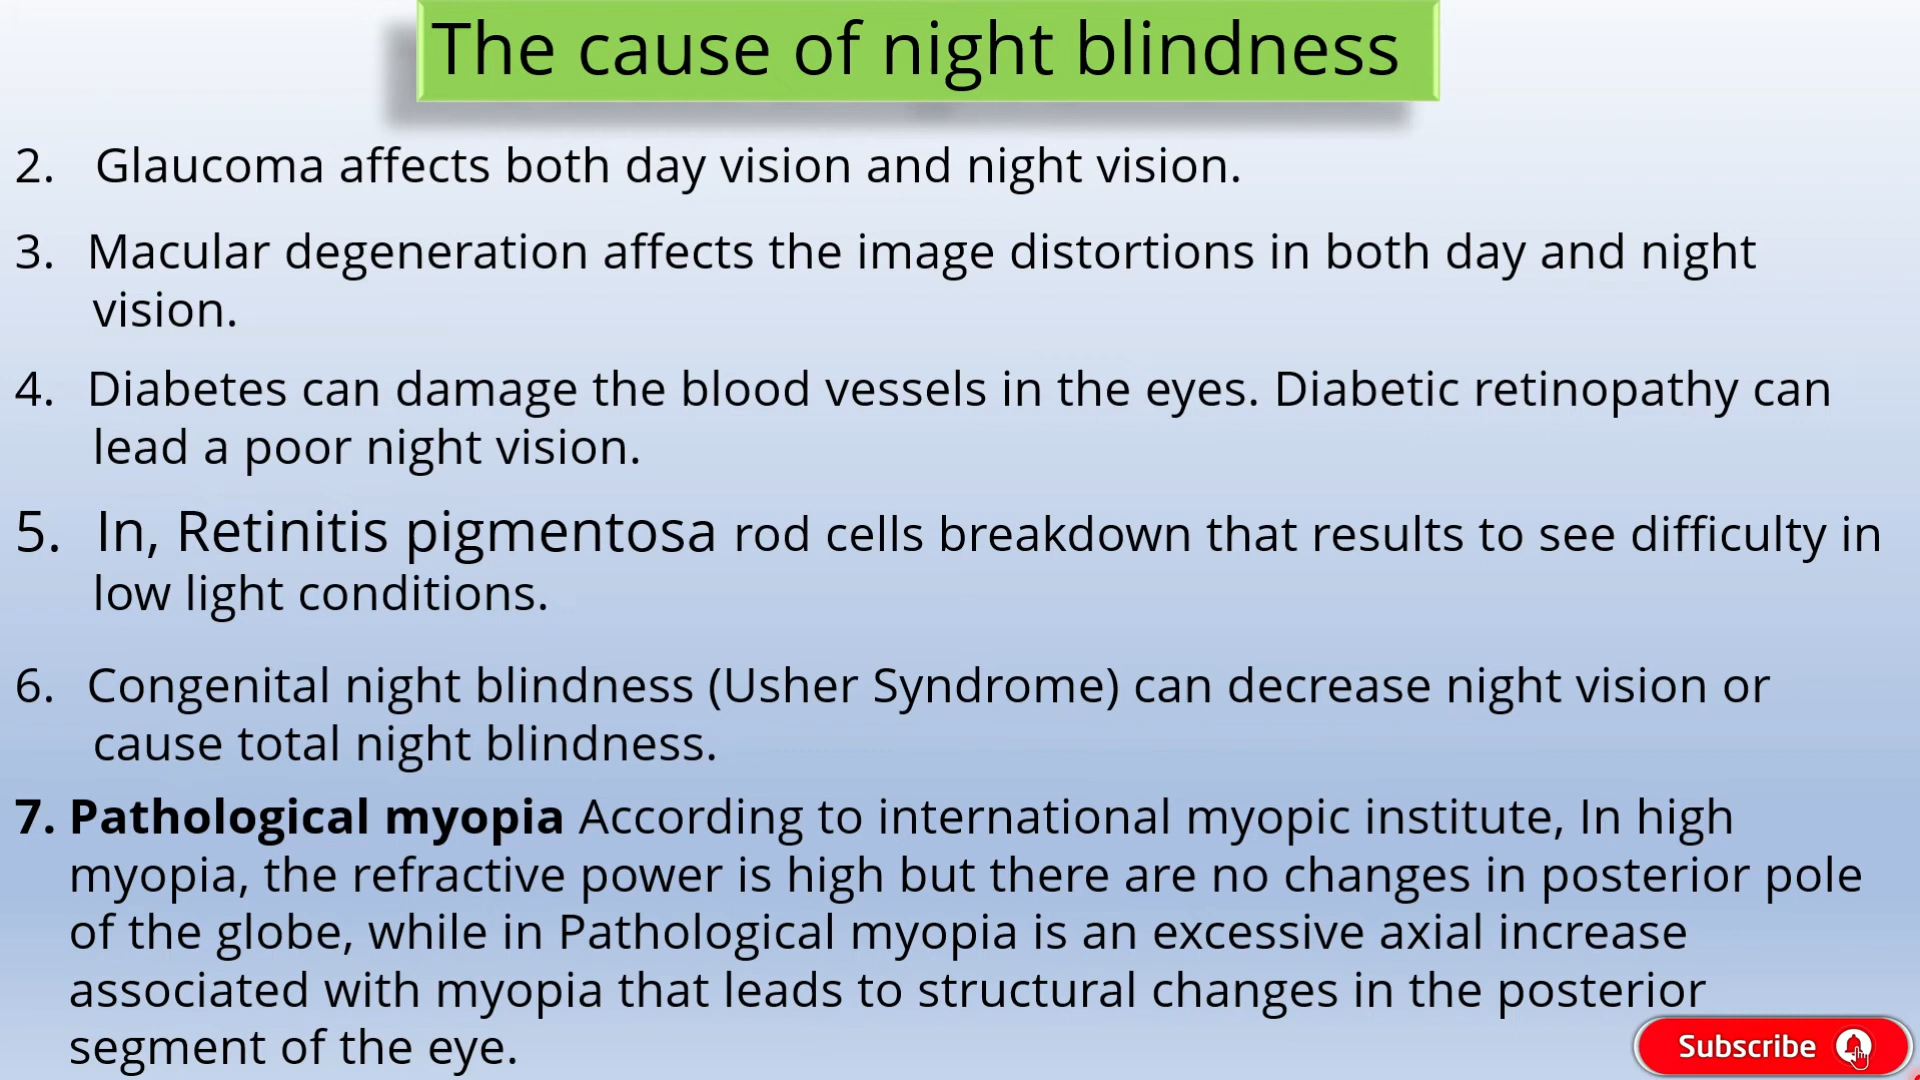 The cause of night blindness
2. Glaucoma affects both day vision and night vision.
3. Macular degeneration affects the image distortions in both day and night
vision.
4. Diabetes can damage the blood vessels in the eyes. Diabetic retinopathy can
lead a poor night vision.
5. In, Retinitis pigmentosa rod cells breakdown that results to see difficulty in
low light conditions.
6. Congenital night blindness (Usher Syndrome) can decrease night vision or
cause total night blindness.
7. Pathological myopia According to international myopic institute, In high
myopia, the refractive power is high but there are no changes in posterior pole
of the globe, while in Pathological myopia is an excessive axial increase
associated with myopia that leads to structural changes in the posterior
segment of the eye.
Subscribe